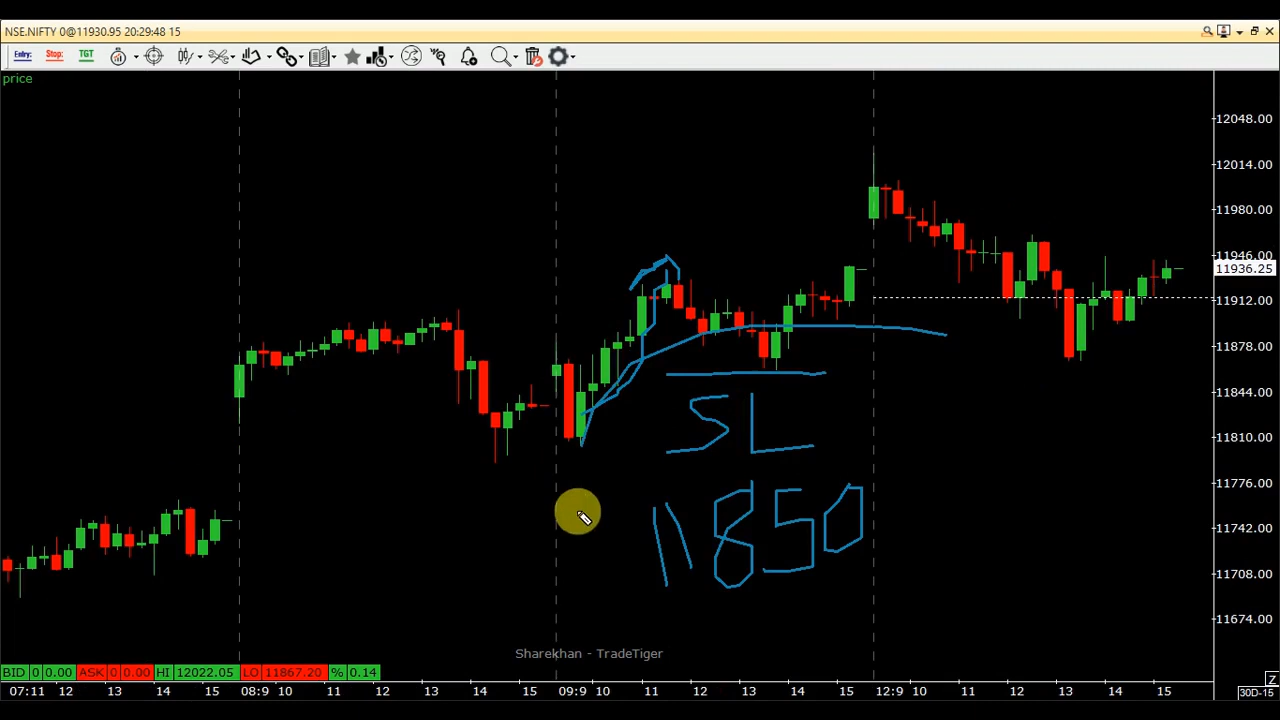 NSE.NIFTY 0@11930.95 20:29:48 15
Entry: Stop: TGT
price
12048.00
12014.00
11980.00
11946.00
11936.25
11912.00
11878.00
11844.00
11810.00
11776.00
11742.00
11708.00
11674.00
SL
11850
Sharekhan - TradeTiger
BID 0 0.00 ASK 0 0.00 HI 12022.05 LO 11867.20 % 0.14
07:11 12 13 14 15 08:9 10 11 12 13 14 15 09:9 10 11 12 13 14 15 12:9 10 11 12 13 14 15
Z
30D-15